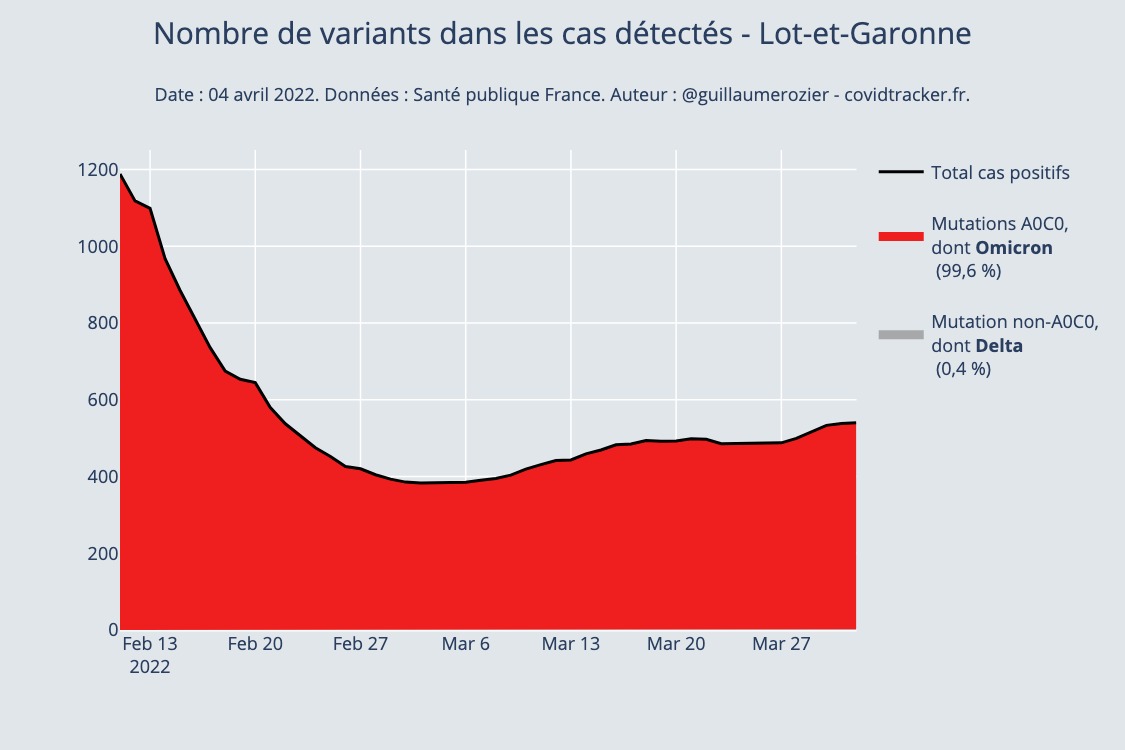 Nombre de variants dans les cas détectés - Lot-et-Garonne
Date : 04 avril 2022. Données : Santé publique France. Auteur : @guillaumerozier - covidtracker.fr.
1200
1000
800
600
400
200
0
Feb 13
2022
Feb 20
Feb 27
Mar 6
Mar 13
Mar 20
Mar 27
Total cas positifs
Mutations A0C0,
dont Omicron
(99,6 %)
Mutation non-A0C0,
dont Delta
(0,4 %)